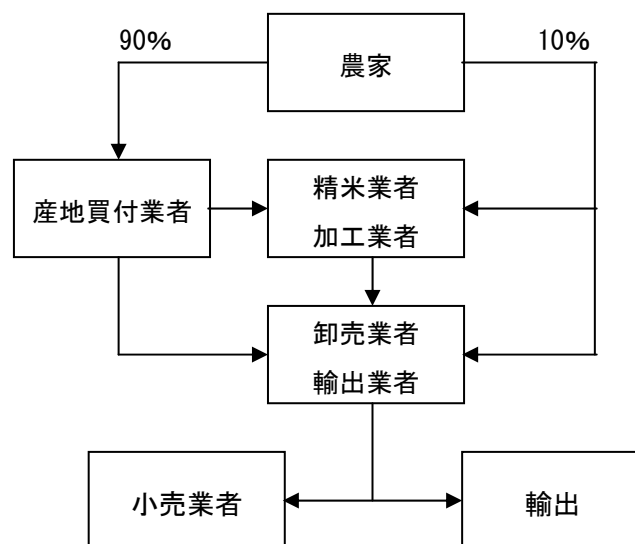 90%
10%
農家
産地買付業者
精米業者
加工業者
卸売業者
輸出業者
小売業者
輸出